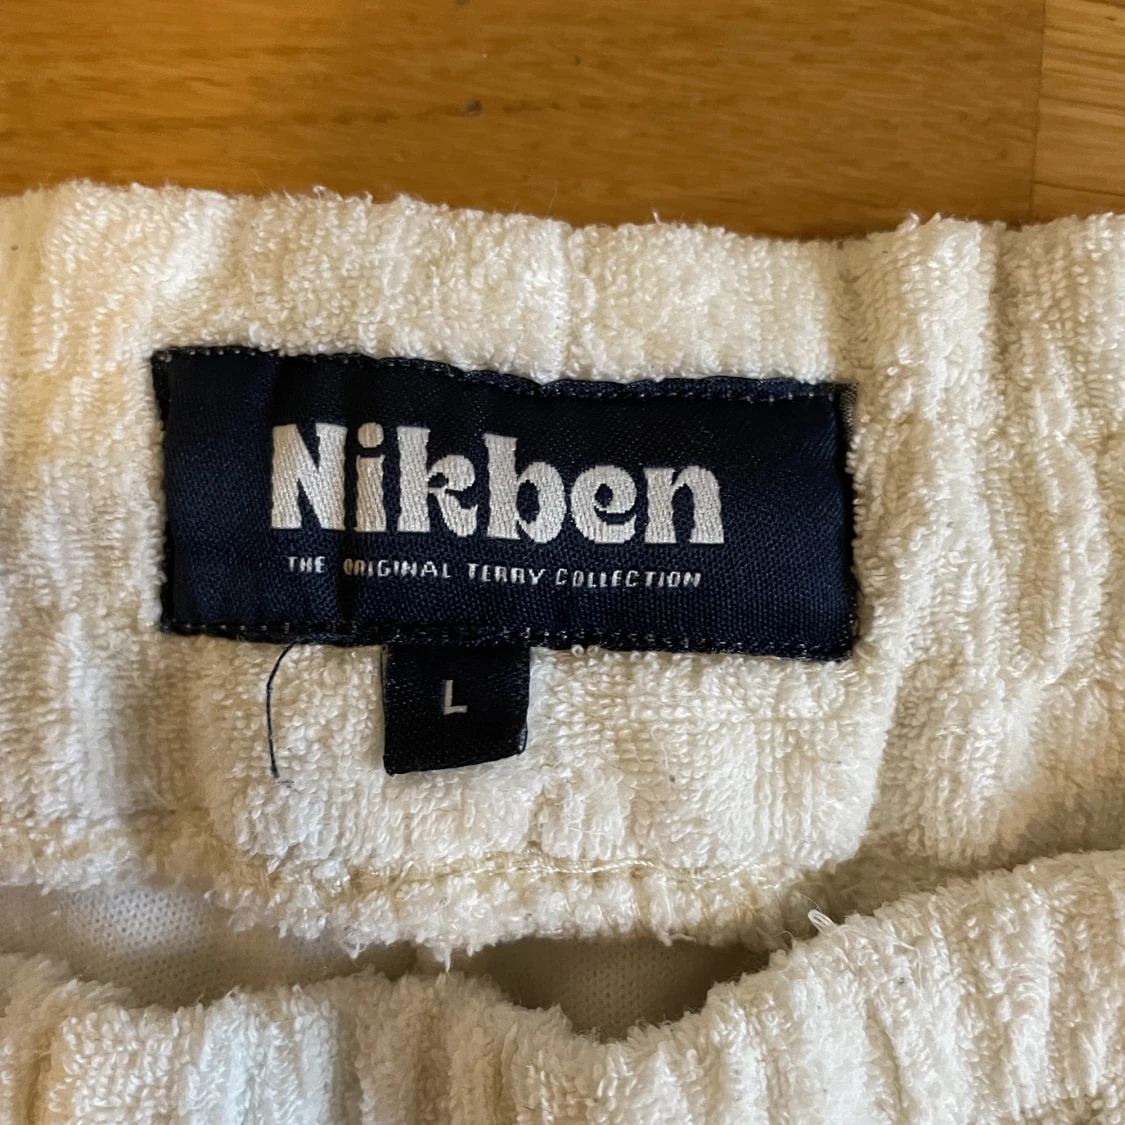 Nikben
THE ORIGINAL TERRY COLLECTION
L